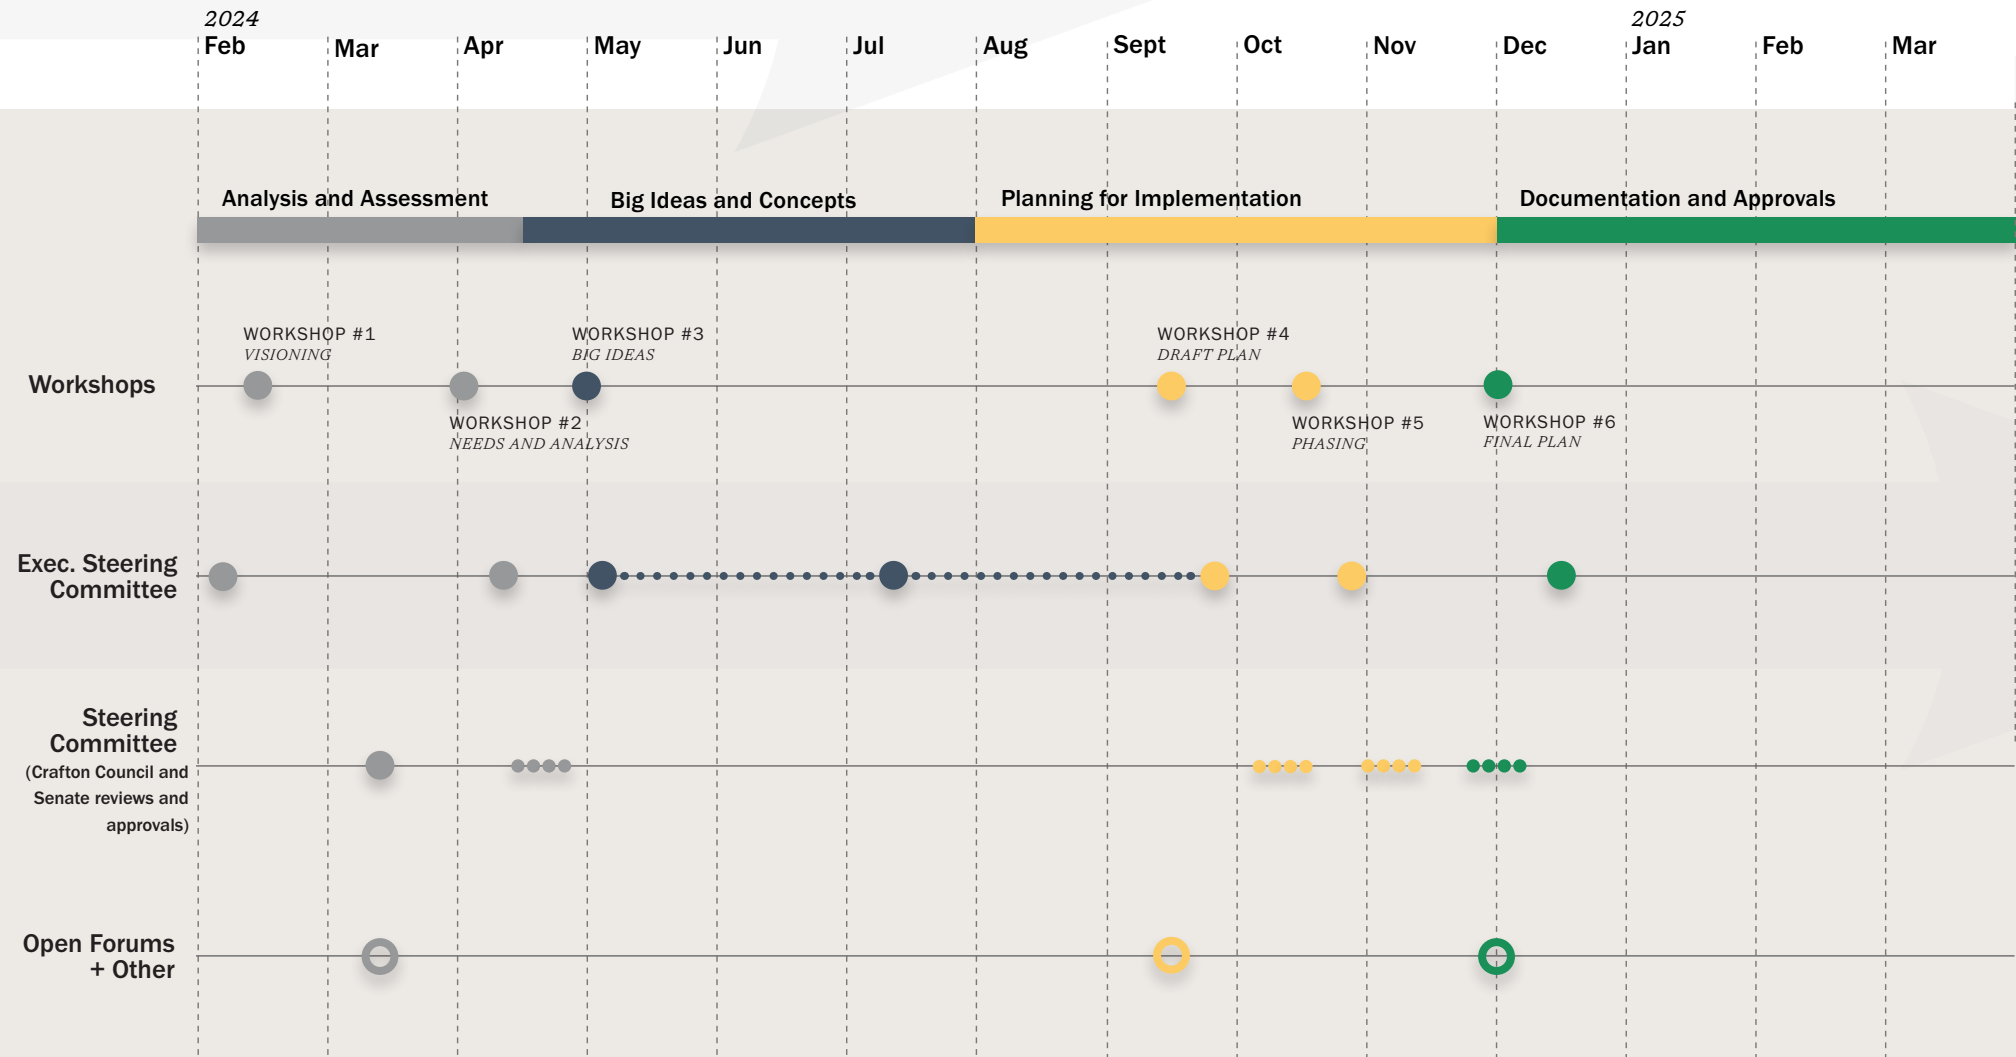 2024
2025
Feb
Mar
Apr
May
Jun
Jul
Aug
Sept
Oct
Nov
Dec
Jan
Feb
Mar
Analysis and Assessment
Big Ideas and Concepts
Planning for Implementation
Documentation and Approvals
Workshops
WORKSHOP #1
VISIONING
WORKSHOP #2
NEEDS AND ANALYSIS
WORKSHOP #3
BIG IDEAS
WORKSHOP #4
DRAFT PLAN
WORKSHOP #5
PHASING
WORKSHOP #6
FINAL PLAN
Exec. Steering
Committee
Steering
Committee
(Crafton Council and
Senate reviews and
approvals)
Open Forums
+ Other